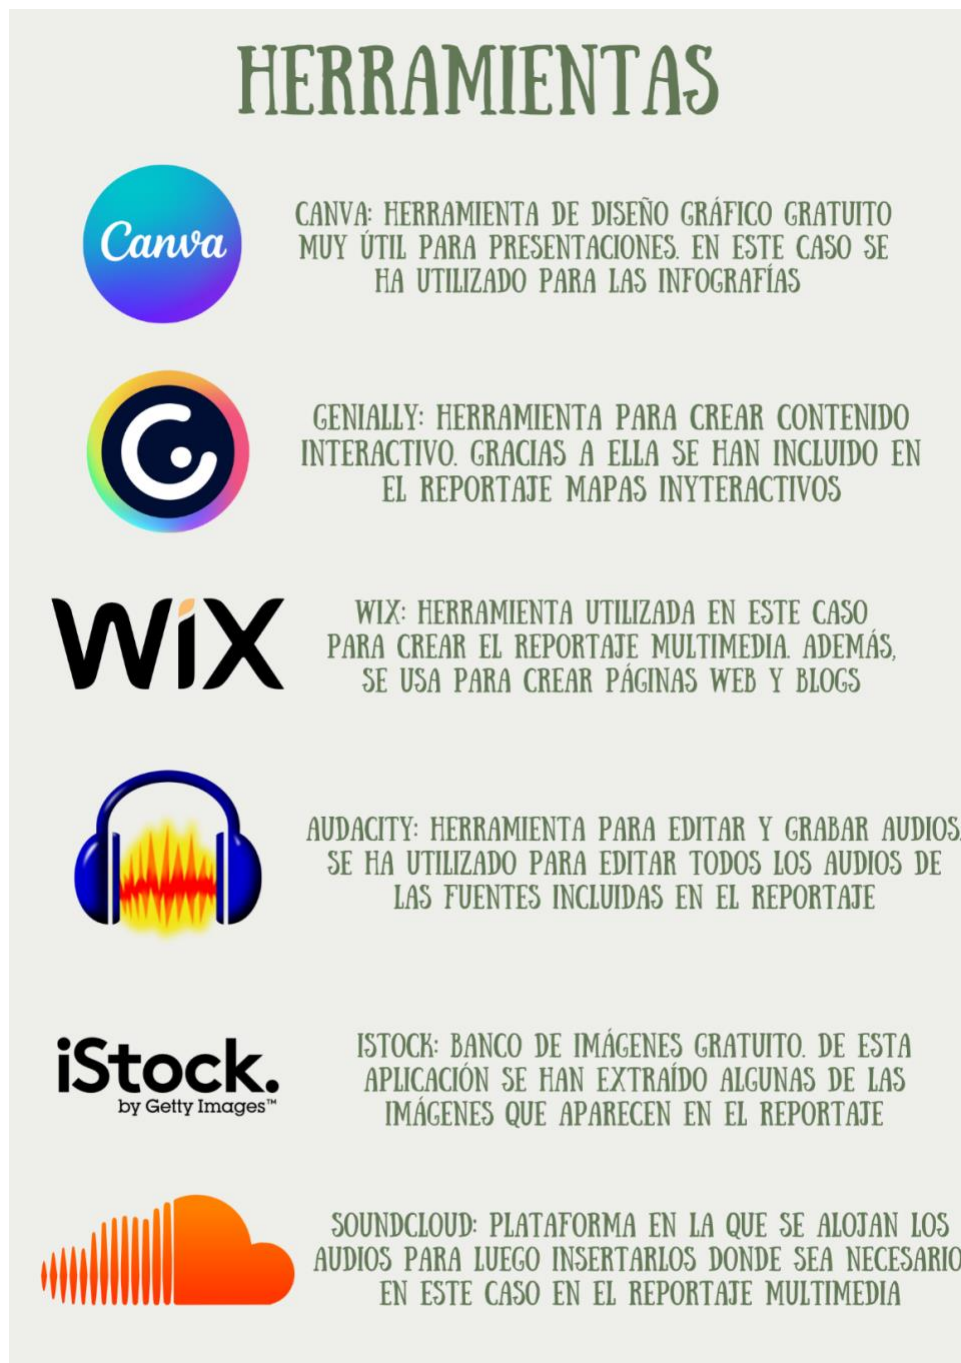 HERRAMIENTAS
Canva
CANVA: HERRAMIENTA DE DISEÑO GRÁFICO GRATUITO
MUY ÚTIL PARA PRESENTACIONES. EN ESTE CASO SE
HA UTILIZADO PARA LAS INFOGRAFÍAS
GENIALLY: HERRAMIENTA PARA CREAR CONTENIDO
INTERACTIVO. GRACIAS A ELLA SE HAN INCLUIDO EN
EL REPORTAJE MAPAS INYTERACTIVOS
WiX
WIX: HERRAMIENTA UTILIZADA EN ESTE CASO
PARA CREAR EL REPORTAJE MULTIMEDIA. ADEMÁS,
SE USA PARA CREAR PÁGINAS WEB Y BLOGS
AUDACITY: HERRAMIENTA PARA EDITAR Y GRABAR AUDIOS.
SE HA UTILIZADO PARA EDITAR TODOS LOS AUDIOS DE
LAS FUENTES INCLUIDAS EN EL REPORTAJE
iStock.
by Getty Images™
ISTOCK: BANCO DE IMÁGENES GRATUITO. DE ESTA
APLICACIÓN SE HAN EXTRAÍDO ALGUNAS DE LAS
IMÁGENES QUE APARECEN EN EL REPORTAJE
SOUNDCLOUD: PLATAFORMA EN LA QUE SE ALOJAN LOS
AUDIOS PARA LUEGO INSERTARLOS DONDE SEA NECESARIO
EN ESTE CASO EN EL REPORTAJE MULTIMEDIA